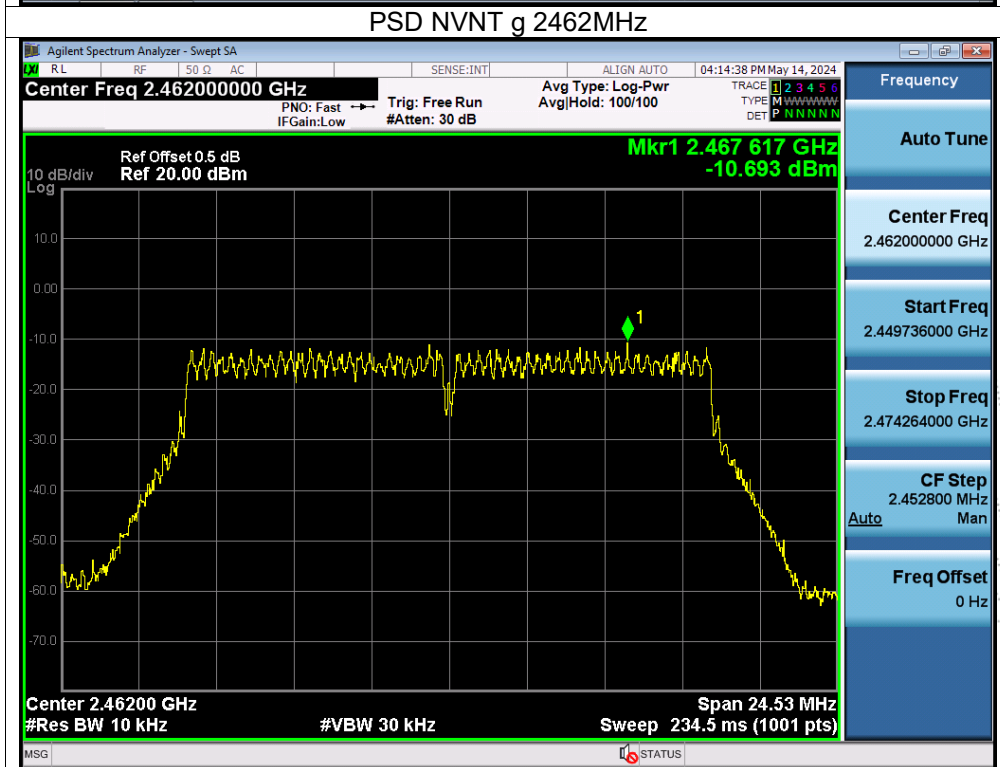 PSD NVNT g 2462MHz
Agilent Spectrum Analyzer - Swept SA
LXI RL RF 50 Ω AC SENSE:INT ALIGN AUTO 04:14:38 PM May 14, 2024
Center Freq 2.462000000 GHz
PNO: Fast
IFGain:Low
Trig: Free Run
#Atten: 30 dB
Avg Type: Log-Pwr
Avg|Hold: 100/100
TRACE 1 2 3 4 5 6
TYPE M WWWWW
DET P N N N N N
Frequency
Auto Tune
Center Freq
2.462000000 GHz
Start Freq
2.449736000 GHz
Stop Freq
2.474264000 GHz
CF Step
2.452800 MHz
Auto Man
Freq Offset
0 Hz
Mkr1 2.467 617 GHz
-10.693 dBm
Ref Offset 0.5 dB
10 dB/div Ref 20.00 dBm
Log
10.0
0.00
-10.0
-20.0
-30.0
-40.0
-50.0
-60.0
-70.0
1
Center 2.46200 GHz Span 24.53 MHz
#Res BW 10 kHz #VBW 30 kHz Sweep 234.5 ms (1001 pts)
MSG STATUS